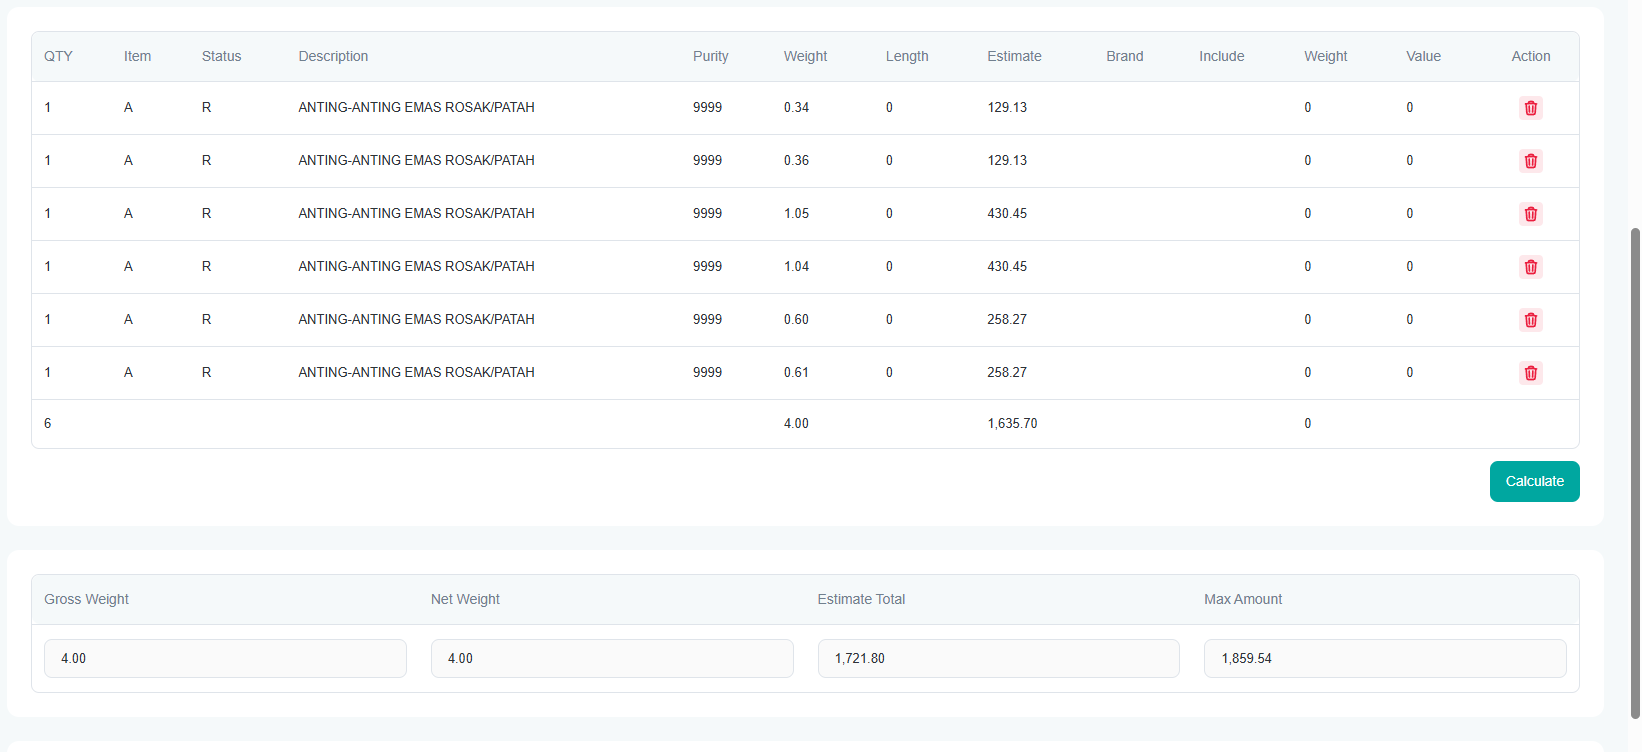 QTY Item Status Description Purity Weight Length Estimate Brand Include Weight Value Action
1 A R ANTING-ANTING EMAS ROSAK/PATAH 9999 0.34 0 129.13 0 0
1 A R ANTING-ANTING EMAS ROSAK/PATAH 9999 0.36 0 129.13 0 0
1 A R ANTING-ANTING EMAS ROSAK/PATAH 9999 1.05 0 430.45 0 0
1 A R ANTING-ANTING EMAS ROSAK/PATAH 9999 1.04 0 430.45 0 0
1 A R ANTING-ANTING EMAS ROSAK/PATAH 9999 0.60 0 258.27 0 0
1 A R ANTING-ANTING EMAS ROSAK/PATAH 9999 0.61 0 258.27 0 0
6 4.00 1,635.70 0
Calculate
Gross Weight Net Weight Estimate Total Max Amount
4.00 4.00 1,721.80 1,859.54